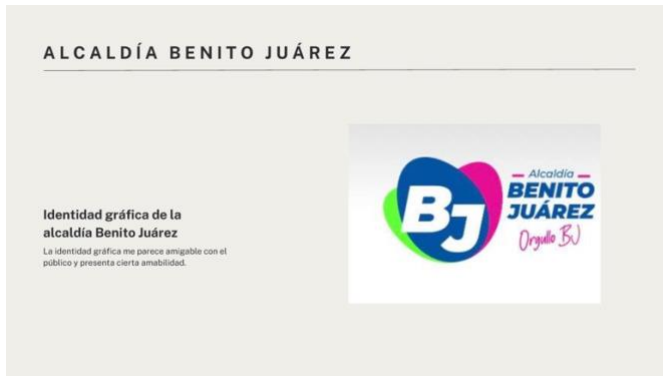 ALCALDÍA BENITO JUÁREZ
Identidad gráfica de la
alcaldía Benito Juárez
La identidad gráfica me parece amigable con el
público y presenta cierta amabilidad.
BJ
Alcaldía
BENITO
JUÁREZ
Orgullo BJ